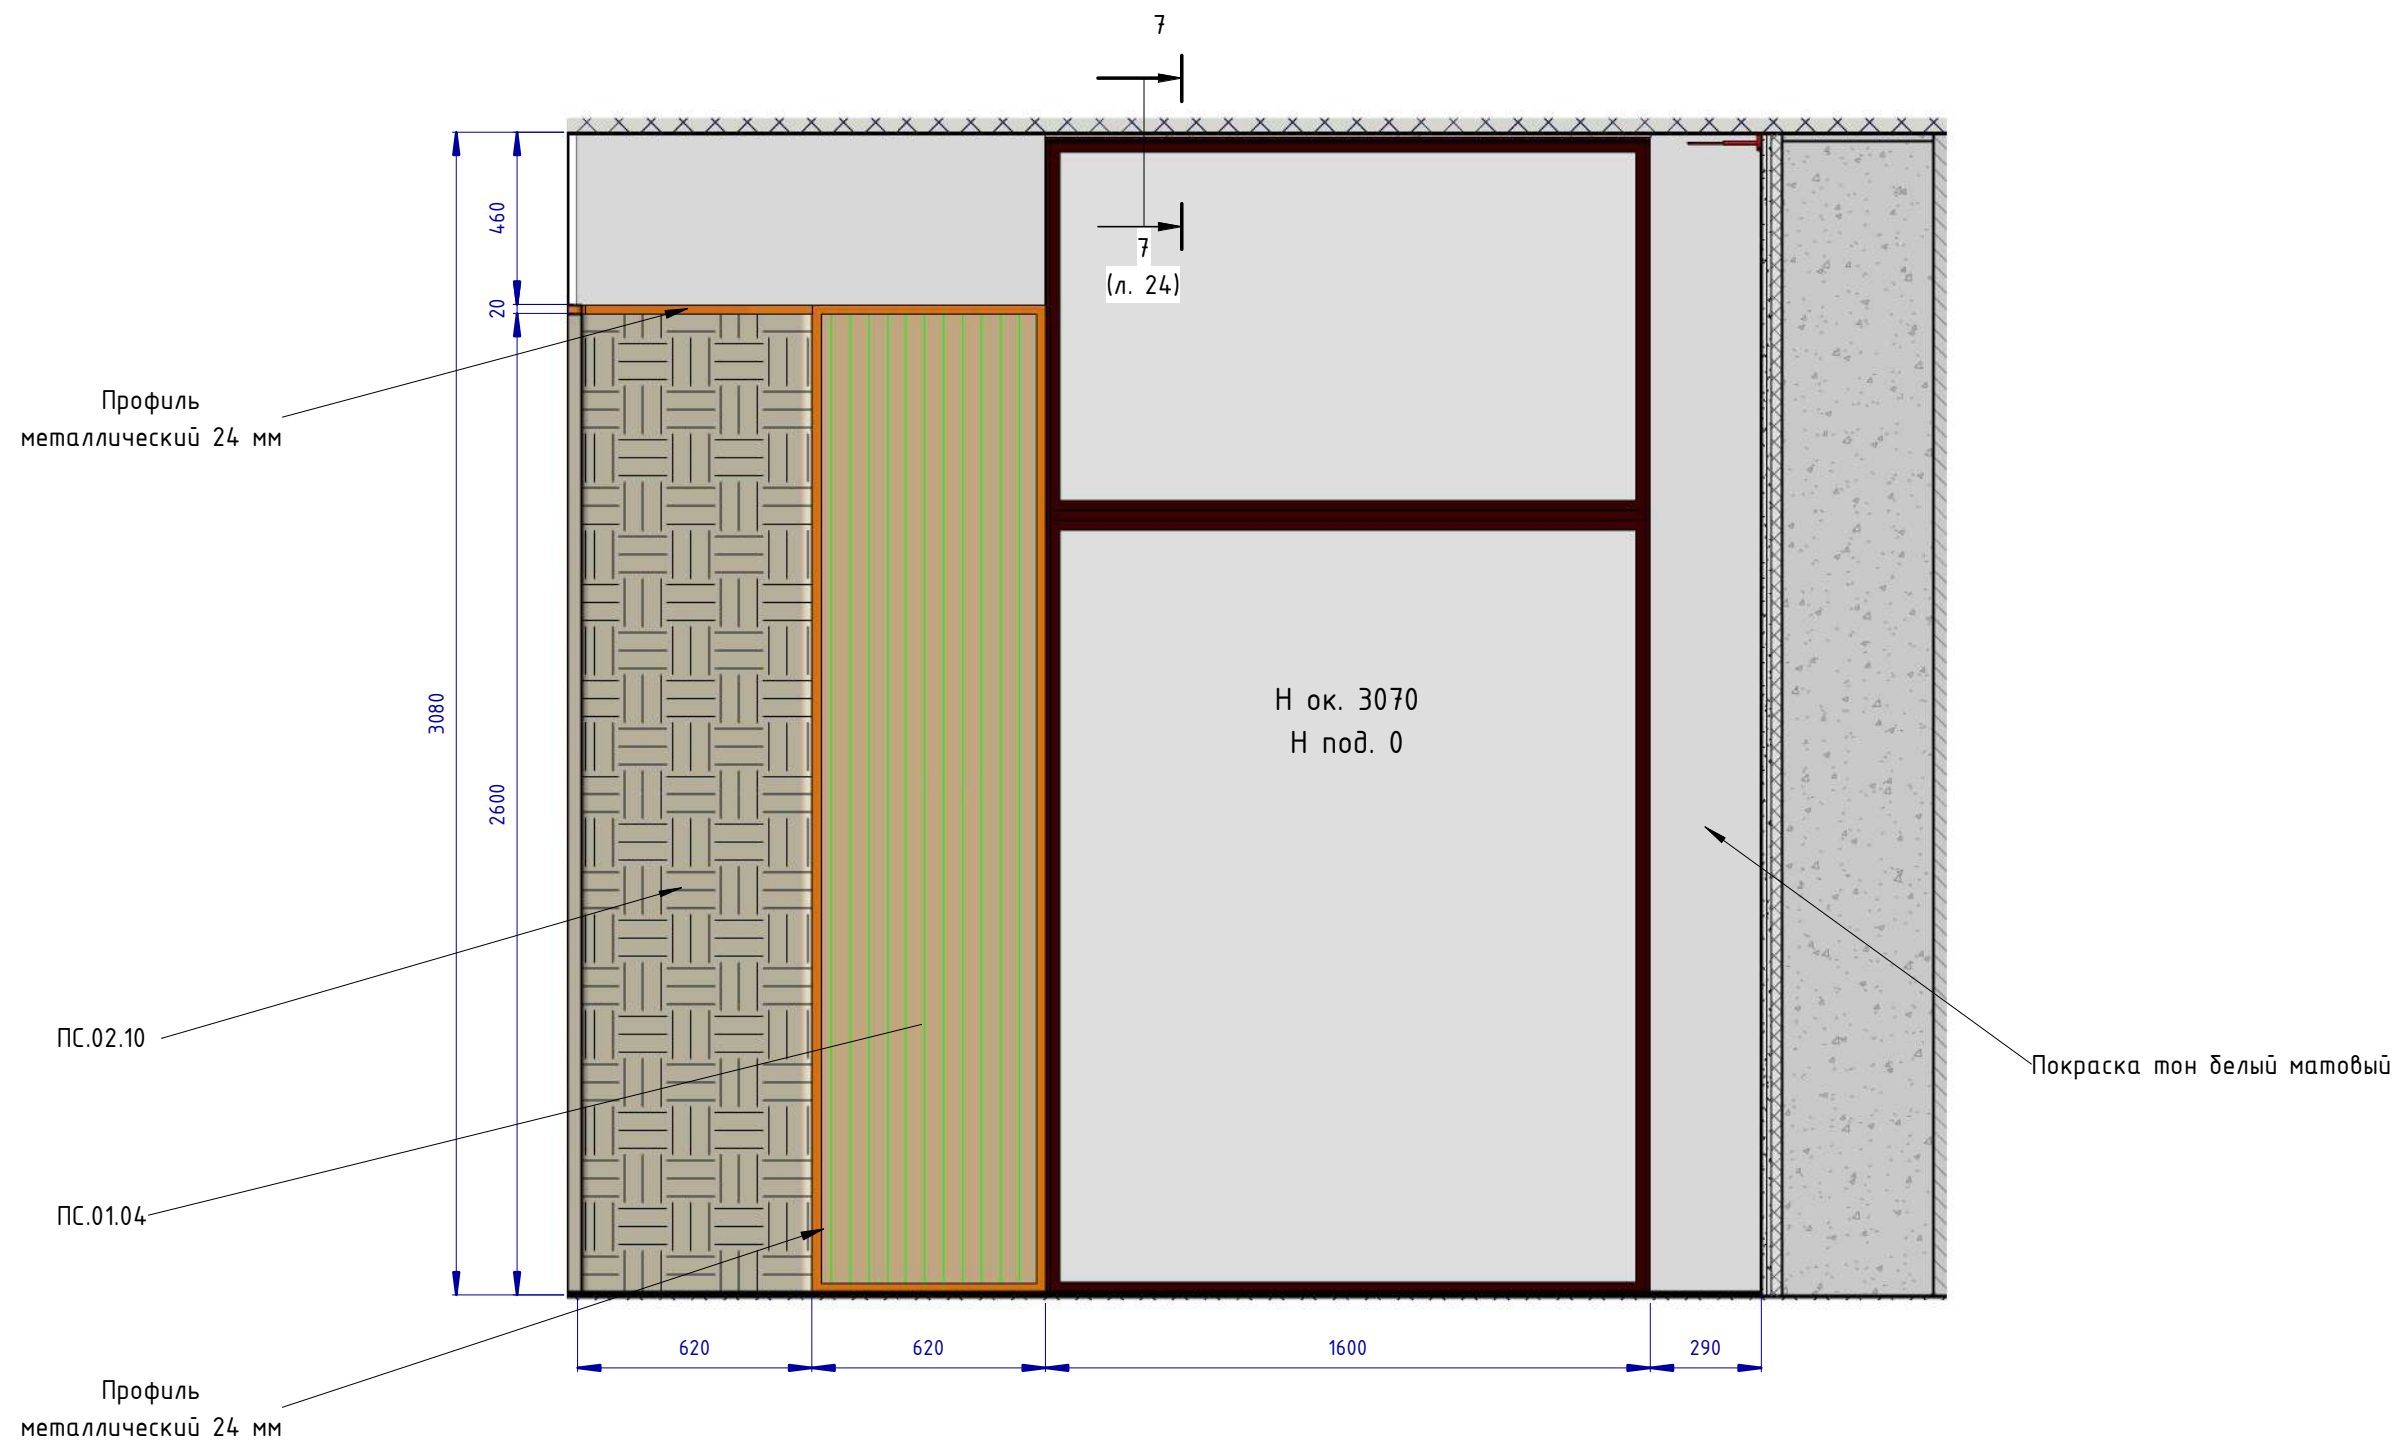 7
7
(л. 24)
460
20
Профиль
металлический 24 мм
3080
2600
Н ок. 3070
Н под. 0
ПС.02.10
Покраска тон белый матовый
ПС.01.04
620
620
1600
290
Профиль
металлический 24 мм